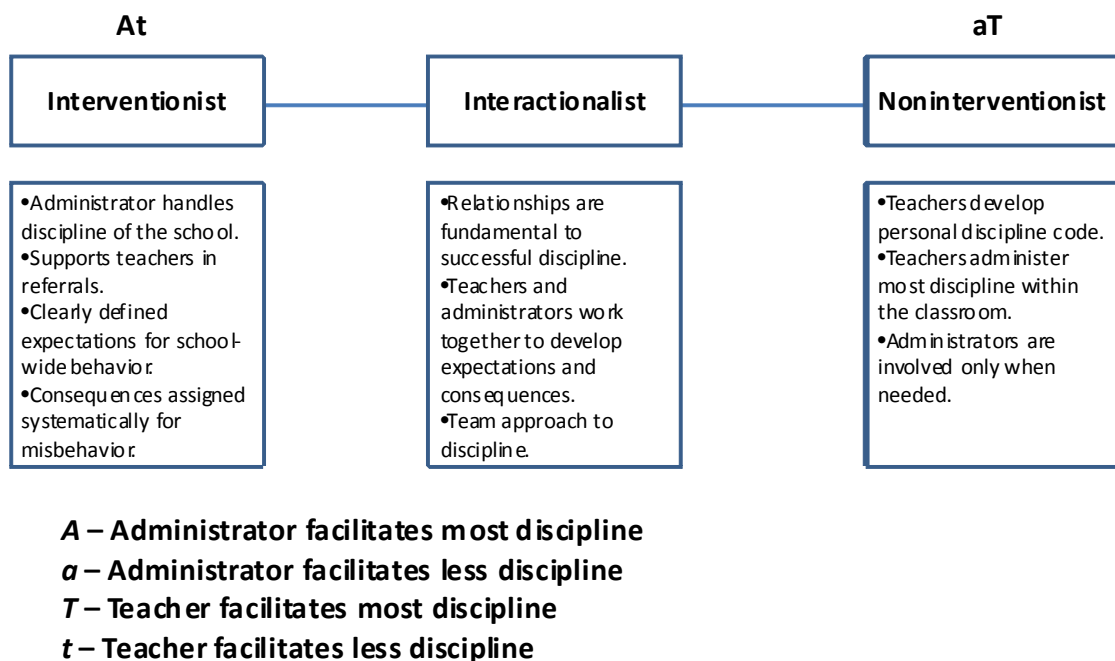 At
aT
Interventionist
Interactionalist
Noninterventionist
•Administrator handles
discipline of the school.
•Supports teachers in
referrals.
•Clearly defined
expectations for school-
wide behavior.
•Consequences assigned
systematically for
misbehavior.
•Relationships are
fundamental to
successful discipline.
•Teachers and
administrators work
together to develop
expectations and
consequences.
•Team approach to
discipline.
•Teachers develop
personal discipline code.
•Teachers administer
most discipline within
the classroom.
•Administrators are
involved only when
needed.
A – Administrator facilitates most discipline
a – Administrator facilitates less discipline
T – Teacher facilitates most discipline
t – Teacher facilitates less discipline